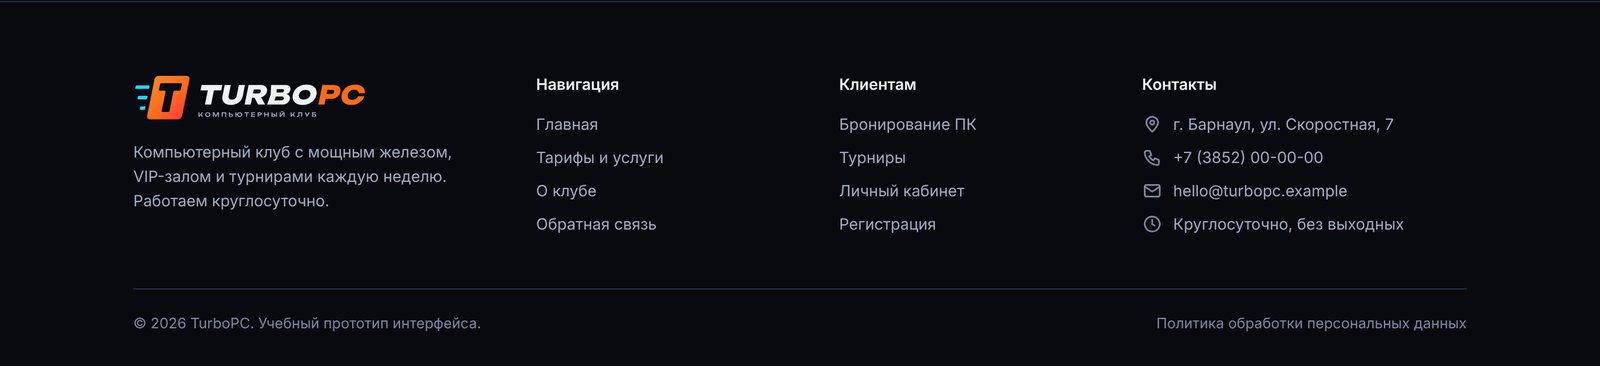 T TURBOPC
КОМПЬЮТЕРНЫЙ КЛУБ
Компьютерный клуб с мощным железом,
VIP-залом и турнирами каждую неделю.
Работаем круглосуточно.
Навигация
Главная
Тарифы и услуги
О клубе
Обратная связь
Клиентам
Бронирование ПК
Турниры
Личный кабинет
Регистрация
Контакты
г. Барнаул, ул. Скоростная, 7
+7 (3852) 00-00-00
hello@turbopc.example
Круглосуточно, без выходных
© 2026 TurboPC. Учебный прототип интерфейса.
Политика обработки персональных данных